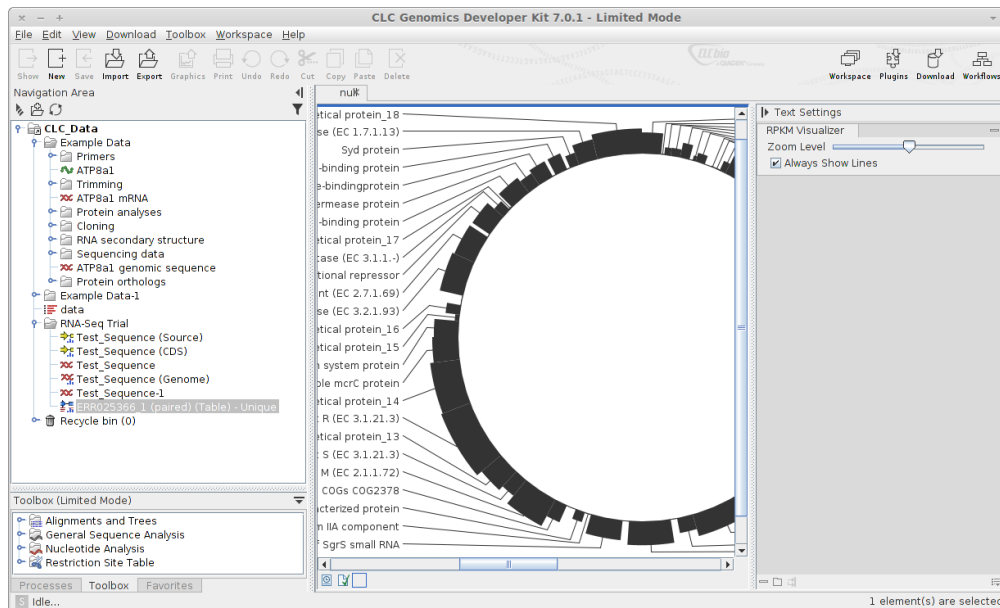 CLC Genomics Developer Kit 7.0.1 - Limited Mode
File Edit View Download Toolbox Workspace Help
Show New Save Import Export Graphics Print Undo Redo Cut Copy Paste Delete Workspace Plugins Download Workflows
CLC bio
Navigation Area
CLC_Data
Example Data
Primers
ATP8a1
Trimming
ATP8a1 mRNA
Protein analyses
Cloning
RNA secondary structure
Sequencing data
ATP8a1 genomic sequence
Protein orthologs
Example Data-1
data
RNA-Seq Trial
Test_Sequence (Source)
Test_Sequence (CDS)
Test_Sequence
Test_Sequence (Genome)
Test_Sequence-1
ERR025366_1 (paired) (Table) - Unique
Recycle bin (0)
Toolbox (Limited Mode)
Alignments and Trees
General Sequence Analysis
Nucleotide Analysis
Restriction Site Table
Processes Toolbox Favorites
S Idle...
nul*
etical protein_18
se (EC 1.7.1.13)
Syd protein
-binding protein
e-bindingprotein
ermease protein
-binding protein
etical protein_17
tase (EC 3.1.1.-)
tional repressor
nt (EC 2.7.1.69)
se (EC 3.2.1.93)
etical protein_16
etical protein_15
n system protein
ble mcrC protein
etical protein_14
: R (EC 3.1.21.3)
etical protein_13
: S (EC 3.1.21.3)
M (EC 2.1.1.72)
COGs COG2378
acterized protein
m IIA component
SgrS small RNA
Text Settings
RPKM Visualizer
Zoom Level
Always Show Lines
1 element(s) are selected